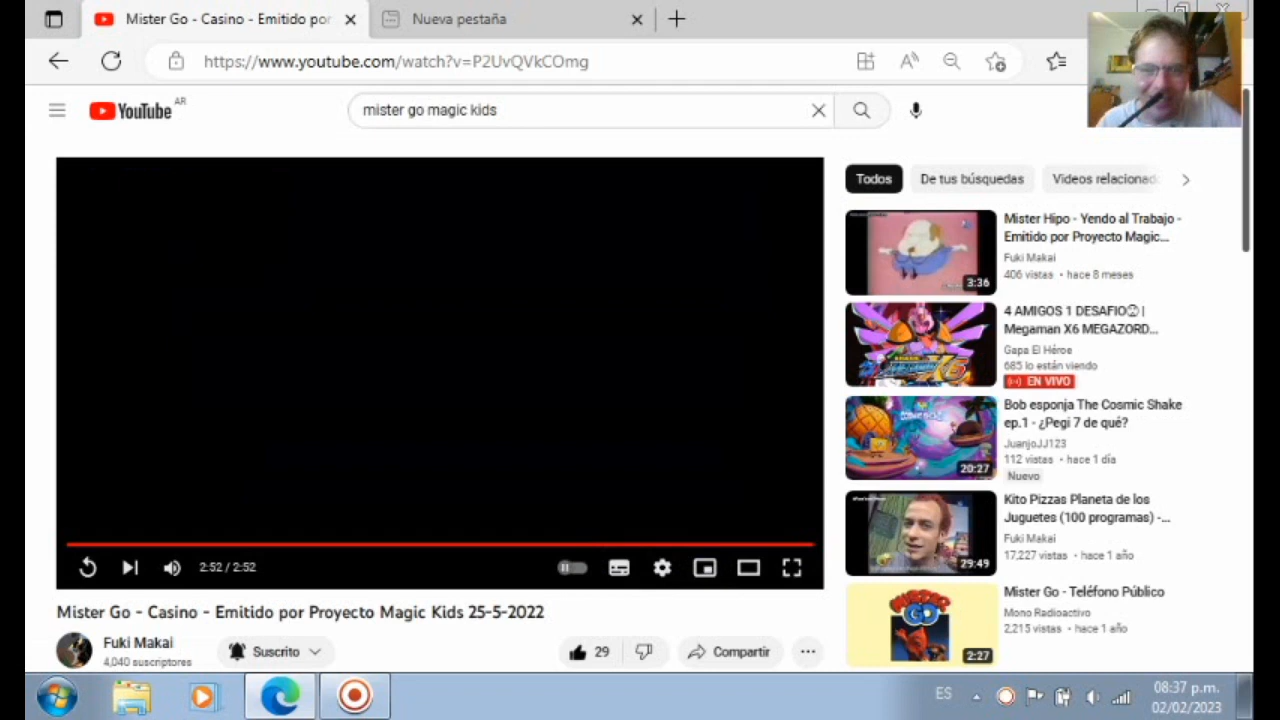 Mister Go - Casino - Emitido por
Nueva pestaña
https://www.youtube.com/watch?v=P2UvQVkCOmg
YouTube AR
mister go magic kids
Todos
De tus búsquedas
Videos relacionado
Mister Hipo - Yendo al Trabajo -
Emitido por Proyecto Magic...
Fuki Makai
406 vistas • hace 8 meses
3:36
4 AMIGOS 1 DESAFIO |
Megaman X6 MEGAZORD...
Gapa El Héroe
685 lo están viendo
EN VIVO
Bob esponja The Cosmic Shake
ep.1 - ¿Pegi 7 de qué?
JuanjoJJ123
112 vistas • hace 1 día
Nuevo
20:27
Kito Pizzas Planeta de los
Juguetes (100 programas) -...
Fuki Makai
17,227 vistas • hace 1 año
29:49
Mister Go - Teléfono Público
Mono Radioactivo
2,215 vistas • hace 1 año
MISTER
GO
2:27
2:52 / 2:52
Mister Go - Casino - Emitido por Proyecto Magic Kids 25-5-2022
Fuki Makai
4,040 suscriptores
Suscrito
29
Compartir
ES
08:37 p.m.
02/02/2023